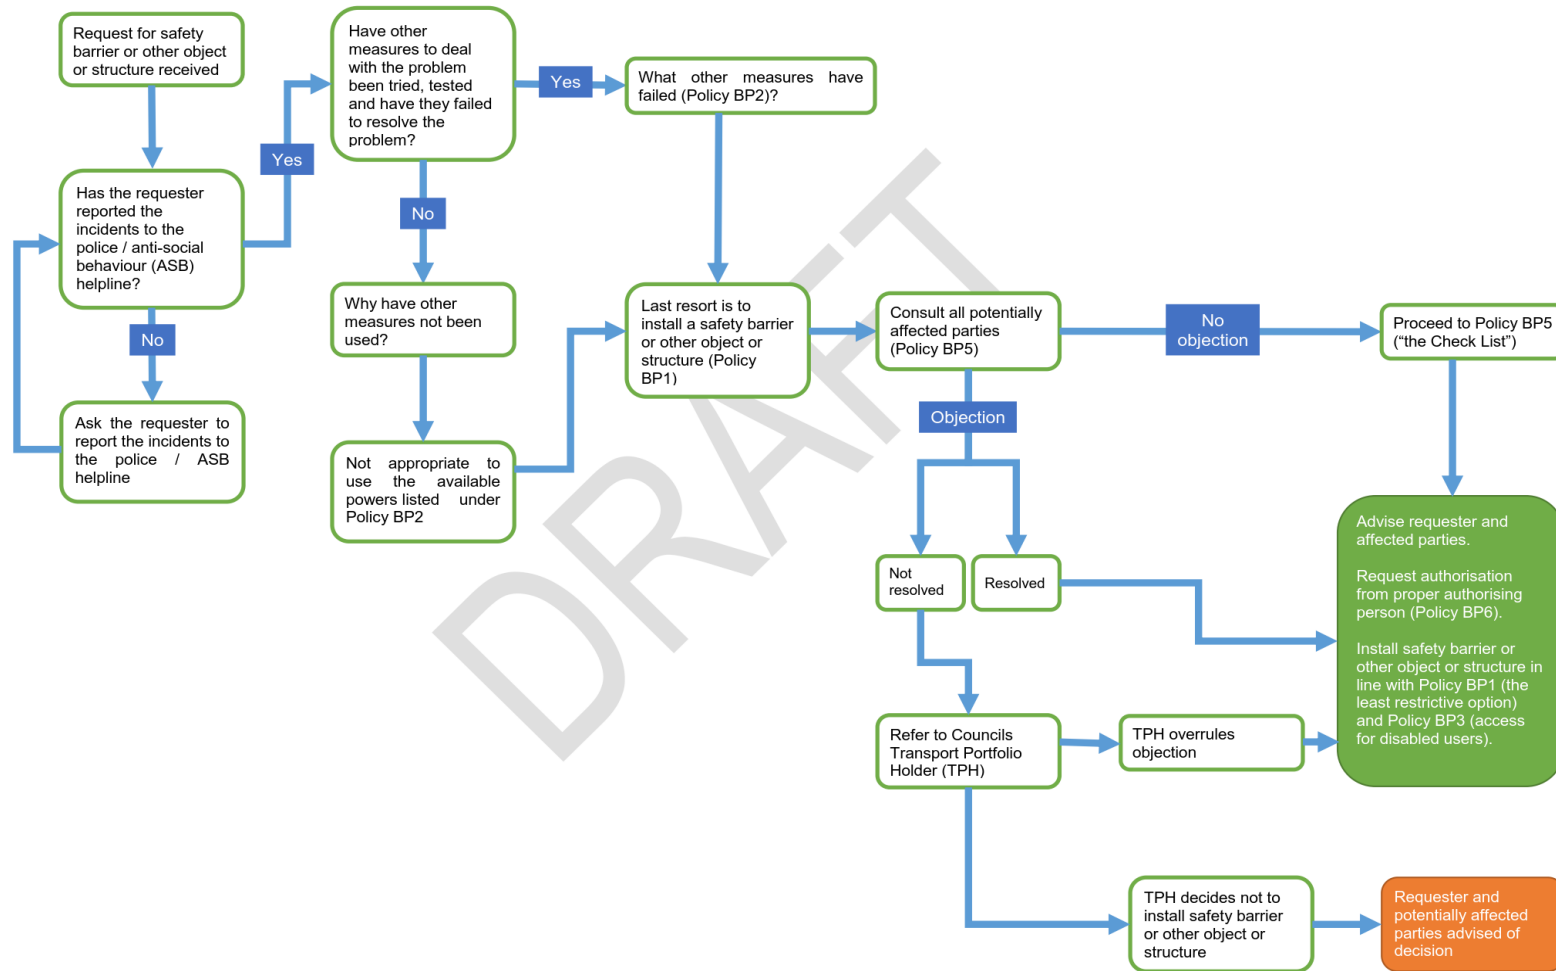 Request for safety
barrier or other object
or structure received
Has the requester
reported the
incidents to the
police / anti-social
behaviour (ASB)
helpline?
No
Ask the requester to
report the incidents to
the police / ASB
helpline
Yes
Have other
measures to deal
with the problem
been tried, tested
and have they failed
to resolve the
problem?
No
Why have other
measures not been
used?
Not appropriate to
use the available
powers listed under
Policy BP2
Yes
What other measures have
failed (Policy BP2)?
Last resort is to
install a safety barrier
or other object or
structure (Policy
BP1)
Consult all potentially
affected parties
(Policy BP5)
No
objection
Proceed to Policy BP5
(“the Check List”)
Objection
Not
resolved
Resolved
Refer to Councils
Transport Portfolio
Holder (TPH)
TPH overrules
objection
Advise requester and
affected parties.
Request authorisation
from proper authorising
person (Policy BP6).
Install safety barrier or
other object or structure in
line with Policy BP1 (the
least restrictive option)
and Policy BP3 (access
for disabled users).
TPH decides not to
install safety barrier
or other object or
structure
Requester and
potentially affected
parties advised of
decision
DRAFT